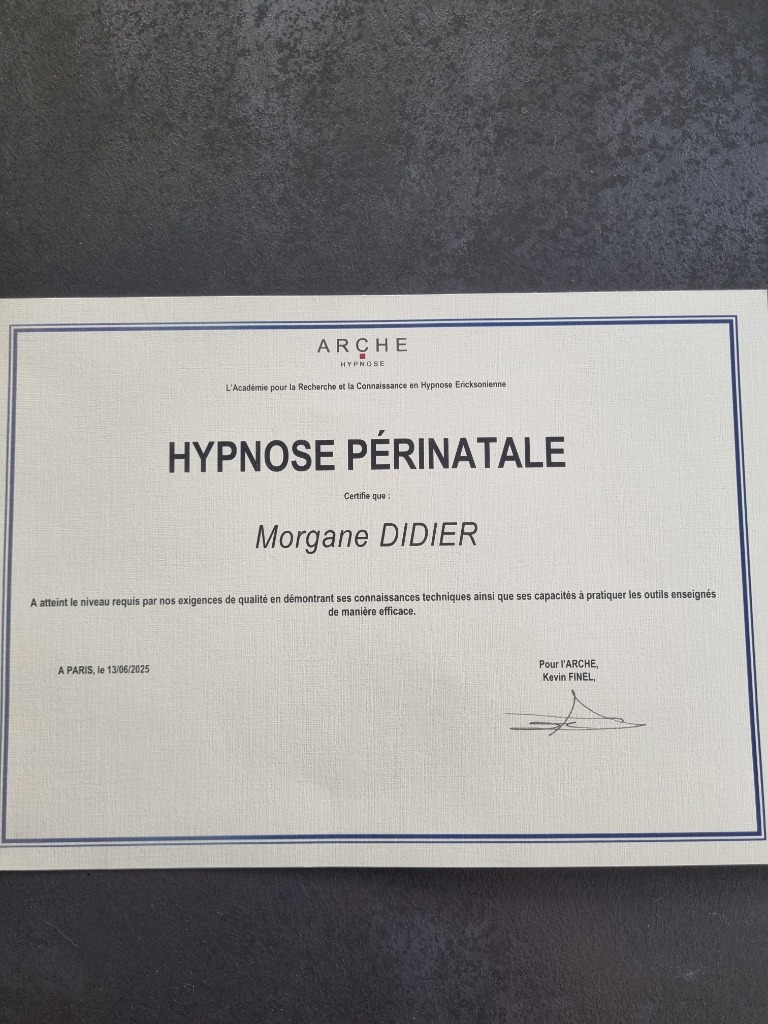 ARCHE
HYPNOSE
L'Académie pour la Recherche et la Connaissance en Hypnose Ericksonienne
HYPNOSE PÉRINATALE
Certifie que :
Morgane DIDIER
A atteint le niveau requis par nos exigences de qualité en démontrant ses connaissances techniques ainsi que ses capacités à pratiquer les outils enseignés
de manière efficace.
A PARIS, le 13/06/2025
Pour l'ARCHE,
Kevin FINEL,